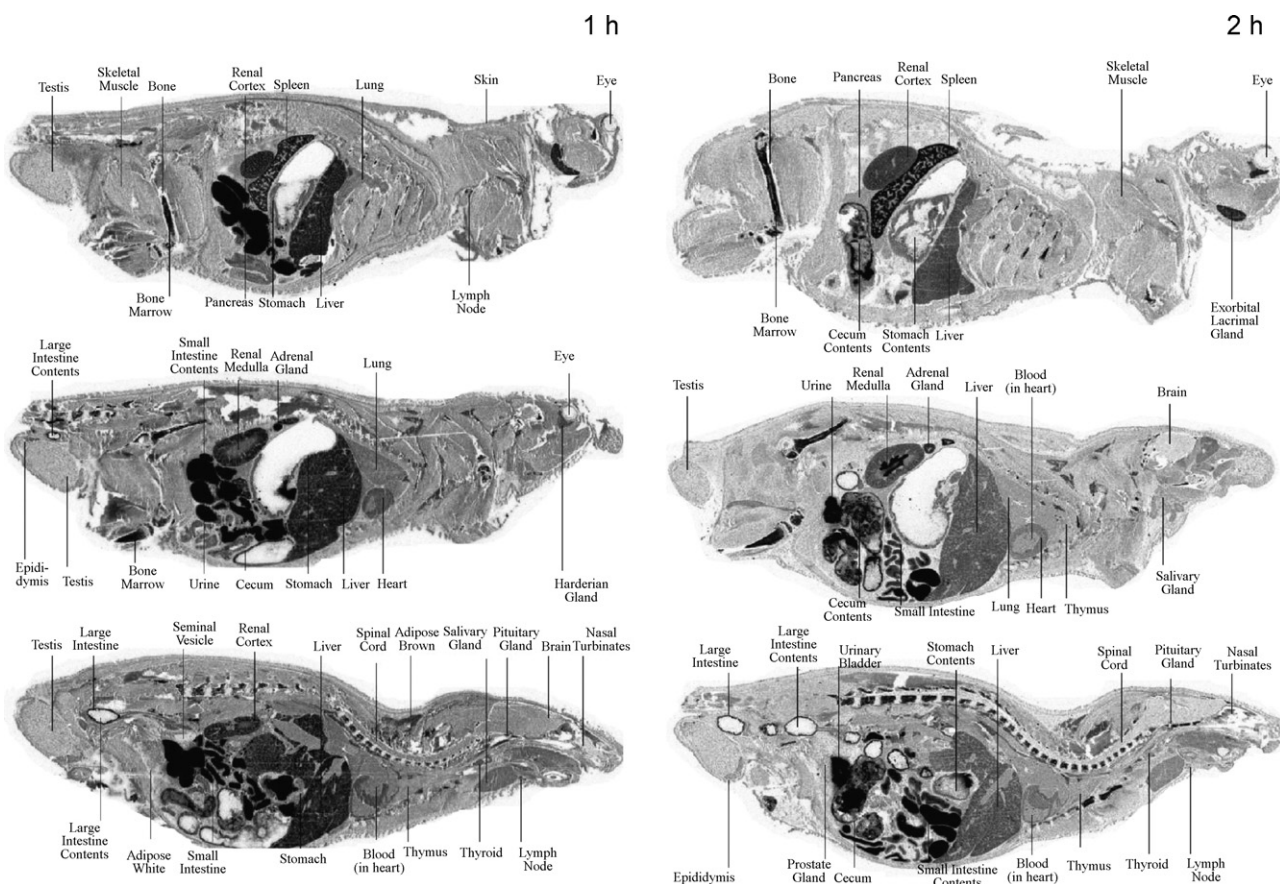 1 h
2 h
Testis
Skeletal
Muscle
Bone
Renal
Cortex
Spleen
Lung
Skin
Eye
Bone
Marrow
Pancreas
Stomach
Liver
Lymph
Node
Bone
Pancreas
Renal
Cortex
Spleen
Skeletal
Muscle
Eye
Bone
Marrow
Cecum
Contents
Stomach
Contents
Liver
Exorbital
Lacrimal
Gland
Large
Intestine
Contents
Small
Intestine
Contents
Renal
Medulla
Adrenal
Gland
Lung
Eye
Epidi-
dymis
Testis
Bone
Marrow
Urine
Cecum
Stomach
Liver
Heart
Harderian
Gland
Testis
Urine
Renal
Medulla
Adrenal
Gland
Liver
Blood
(in heart)
Brain
Cecum
Contents
Small Intestine
Lung
Heart
Thymus
Salivary
Gland
Testis
Large
Intestine
Seminal
Vesicle
Renal
Cortex
Liver
Spinal
Cord
Adipose
Brown
Salivary
Gland
Pituitary
Gland
Brain
Nasal
Turbinates
Large
Intestine
Contents
Adipose
White
Small
Intestine
Stomach
Blood
(in heart)
Thymus
Thyroid
Lymph
Node
Large
Intestine
Large
Intestine
Contents
Urinary
Bladder
Stomach
Contents
Liver
Spinal
Cord
Pituitary
Gland
Nasal
Turbinates
Epididymis
Prostate
Gland
Cecum
Small Intestine
Contents
Blood
(in heart)
Thymus
Thyroid
Lymph
Node